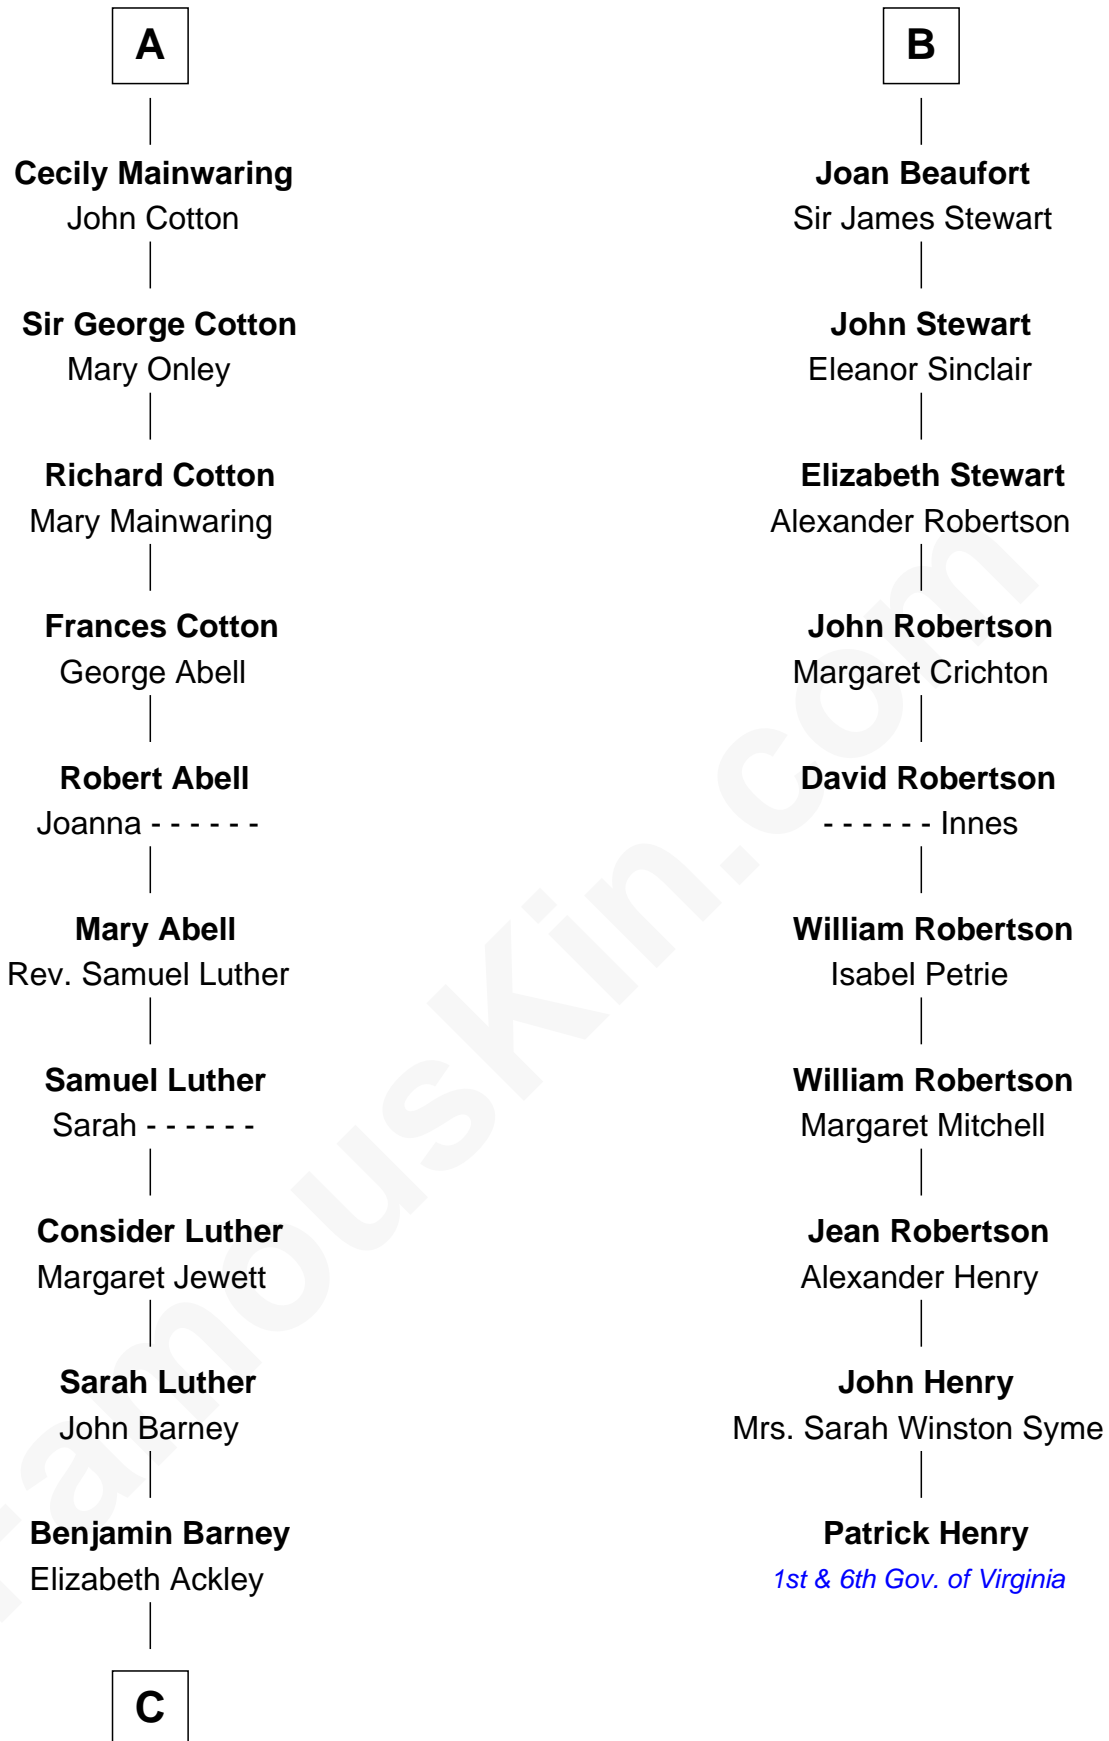 A
Cecily Mainwaring
John Cotton
Sir George Cotton
Mary Onley
Richard Cotton
Mary Mainwaring
Frances Cotton
George Abell
Robert Abell
Joanna - - - - - -
Mary Abell
Rev. Samuel Luther
Samuel Luther
Sarah - - - - - -
Consider Luther
Margaret Jewett
Sarah Luther
John Barney
Benjamin Barney
Elizabeth Ackley
C
B
Joan Beaufort
Sir James Stewart
John Stewart
Eleanor Sinclair
Elizabeth Stewart
Alexander Robertson
John Robertson
Margaret Crichton
David Robertson
- - - - - - Innes
William Robertson
Isabel Petrie
William Robertson
Margaret Mitchell
Jean Robertson
Alexander Henry
John Henry
Mrs. Sarah Winston Syme
Patrick Henry
1st & 6th Gov. of Virginia
FamousKin.com